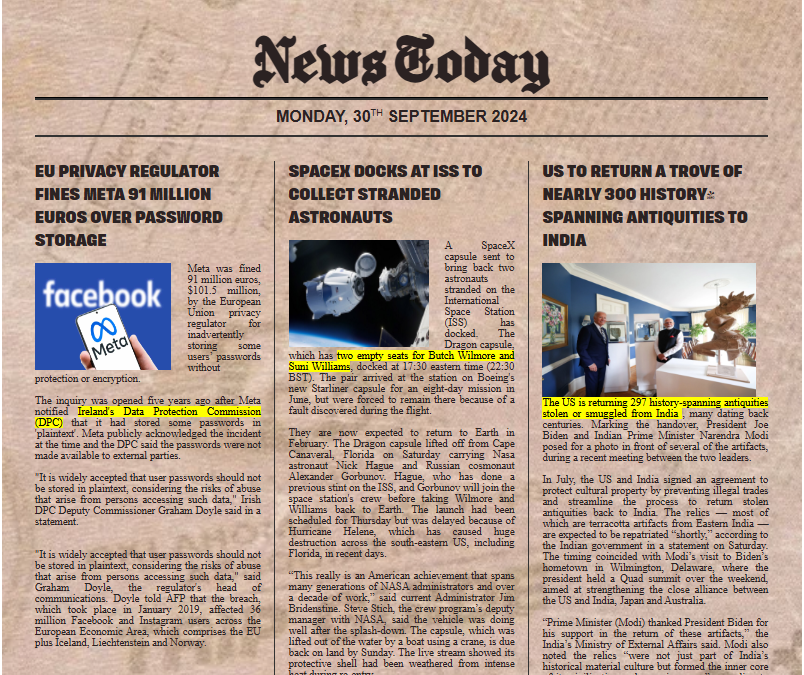 News Today
MONDAY, 30TH SEPTEMBER 2024
EU PRIVACY REGULATOR
FINES META 91 MILLION
EUROS OVER PASSWORD
STORAGE
facebook
Meta
Meta was fined
91 million euros,
$101.5 million,
by the European
Union privacy
regulator for
inadvertently
storing some
users' passwords
without
protection or encryption.
The inquiry was opened five years ago after Meta
notified Ireland's Data Protection Commission
(DPC) that it had stored some passwords in
'plaintext'. Meta publicly acknowledged the incident
at the time and the DPC said the passwords were not
made available to external parties.
"It is widely accepted that user passwords should not
be stored in plaintext, considering the risks of abuse
that arise from persons accessing such data," Irish
DPC Deputy Commissioner Graham Doyle said in a
statement.
"It is widely accepted that user passwords should not
be stored in plaintext, considering the risks of abuse
that arise from persons accessing such data," said
Graham Doyle, the regulator's head of
communications. Doyle told AFP that the breach,
which took place in January 2019, affected 36
million Facebook and Instagram users across the
European Economic Area, which comprises the EU
plus Iceland, Liechtenstein and Norway.
SPACEX DOCKS AT ISS TO
COLLECT STRANDED
ASTRONAUTS
A SpaceX
capsule sent to
bring back two
astronauts
stranded on the
International
Space Station
(ISS) has
docked. The
Dragon capsule,
which has two empty seats for Butch Wilmore and
Suni Williams, docked at 17:30 eastern time (22:30
BST). The pair arrived at the station on Boeing's
new Starliner capsule for an eight-day mission in
June, but were forced to remain there because of a
fault discovered during the flight.
They are now expected to return to Earth in
February. The Dragon capsule lifted off from Cape
Canaveral, Florida on Saturday carrying Nasa
astronaut Nick Hague and Russian cosmonaut
Alexander Gorbunov. Hague, who has done a
previous stint on the ISS, and Gorbunov will join the
space station's crew before taking Wilmore and
Williams back to Earth. The launch had been
scheduled for Thursday but was delayed because of
Hurricane Helene, which has caused huge
destruction across the south-eastern US, including
Florida, in recent days.
“This really is an American achievement that spans
many generations of NASA administrators and over
a decade of work,” said current Administrator Jim
Bridenstine. Steve Stich, the crew program's deputy
manager with NASA, said the vehicle was doing
well after the splash-down. The capsule, which was
lifted out of the water by a boat using a crane, is due
back on land by Sunday. The live stream showed its
protective shell had been weathered from intense
heat during re-entry
US TO RETURN A TROVE OF
NEARLY 300 HISTORY-
SPANNING ANTIQUITIES TO
INDIA
The US is returning 297 history-spanning antiquities
stolen or smuggled from India , many dating back
centuries. Marking the handover, President Joe
Biden and Indian Prime Minister Narendra Modi
posed for a photo in front of several of the artifacts,
during a recent meeting between the two leaders.
In July, the US and India signed an agreement to
protect cultural property by preventing illegal trades
and streamline the process to return stolen
antiquities back to India. The relics — most of
which are terracotta artifacts from Eastern India —
are expected to be repatriated “shortly,” according to
the Indian government in a statement on Saturday.
The timing coincided with Modi's visit to Biden's
hometown in Wilmington, Delaware, where the
president held a Quad summit over the weekend,
aimed at strengthening the close alliance between
the US and India, Japan and Australia.
“Prime Minister (Modi) thanked President Biden for
his support in the return of these artifacts,” the
India's Ministry of External Affairs said. Modi also
noted the relics “were not just part of India's
historical material culture but formed the inner core